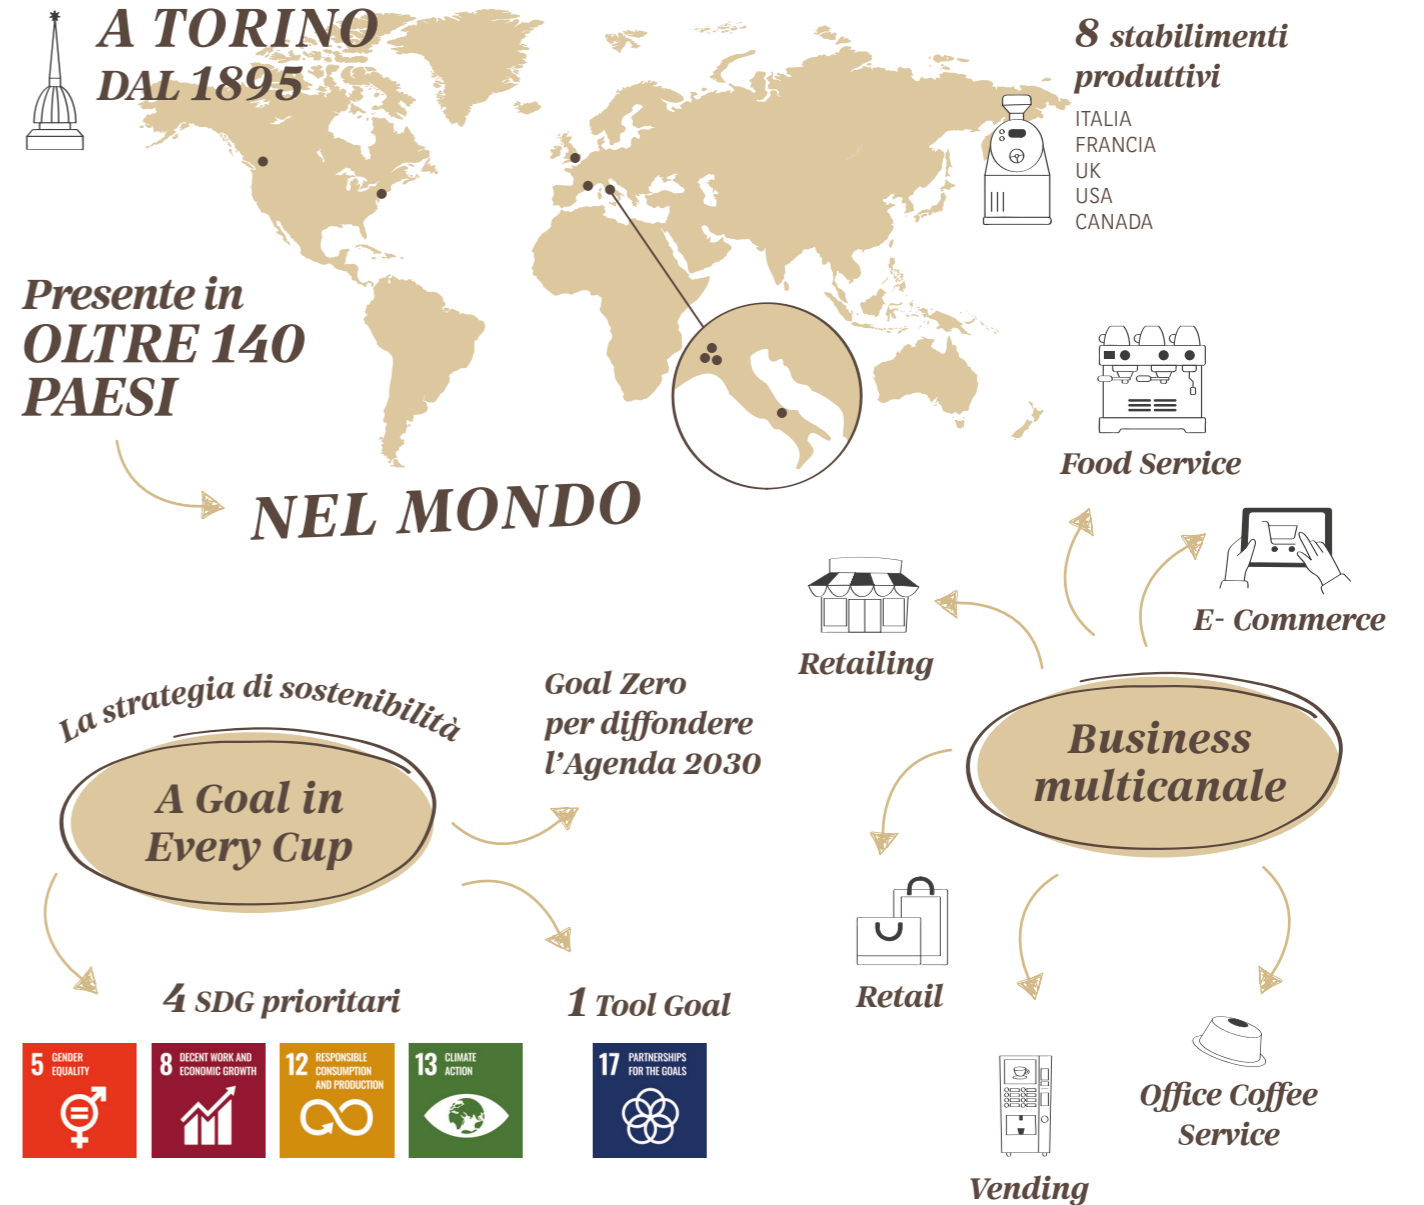 A TORINO
DAL 1895
8 stabilimenti
produttivi
ITALIA
FRANCIA
UK
USA
CANADA
Presente in
OLTRE 140
PAESI
NEL MONDO
Food Service
E- Commerce
Retailing
Business
multicanale
Retail
Vending
Office Coffee
Service
La strategia di sostenibilità
A Goal in
Every Cup
Goal Zero
per diffondere
l’Agenda 2030
4 SDG prioritari
5 GENDER
EQUALITY
8 DECENT WORK AND
ECONOMIC GROWTH
12 RESPONSIBLE
CONSUMPTION
AND PRODUCTION
13 CLIMATE
ACTION
1 Tool Goal
17 PARTNERSHIPS
FOR THE GOALS